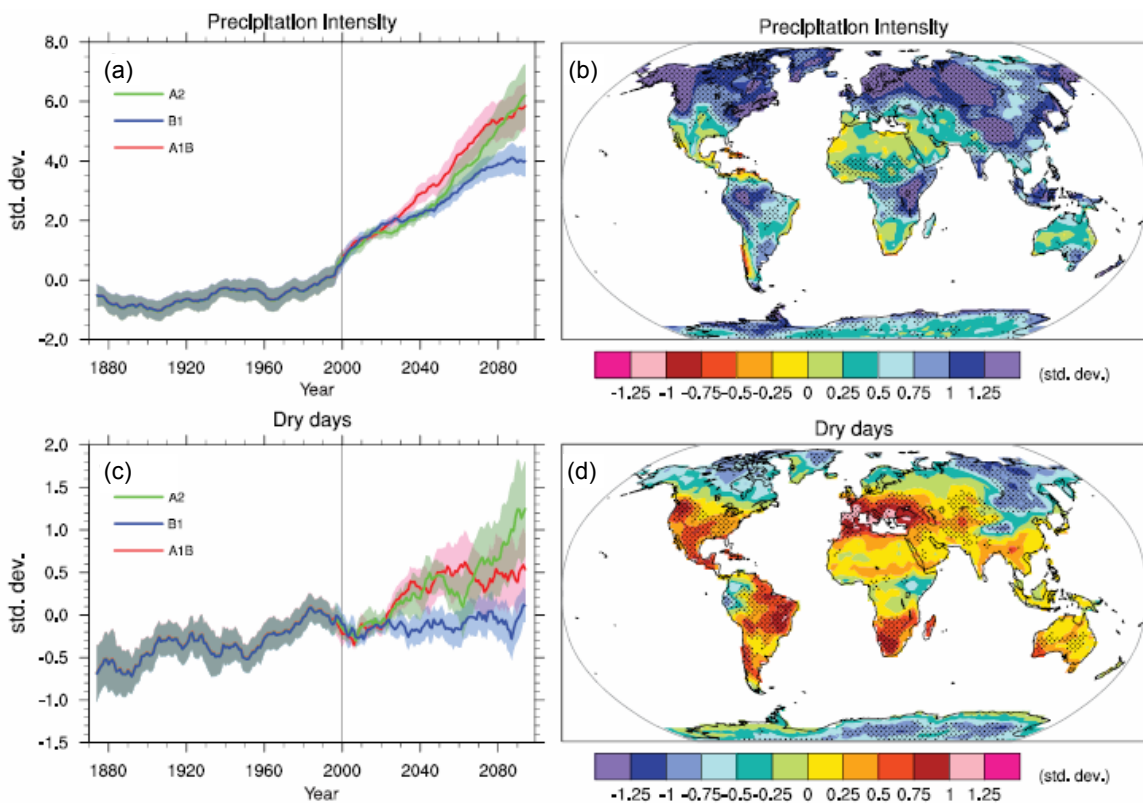 Precipitation Intensity
(a)
8.0
6.0
4.0
2.0
0.0
-2.0
std. dev.
A2
B1
A1B
1880 1920 1960 2000 2040 2080
Year
Precipitation Intensity
(b)
-1.25 -1 -0.75 -0.5 -0.25 0 0.25 0.5 0.75 1 1.25
(std. dev.)
Dry days
(c)
2.0
1.5
1.0
0.5
0.0
-0.5
-1.0
-1.5
std. dev.
A2
B1
A1B
1880 1920 1960 2000 2040 2080
Year
Dry days
(d)
-1.25 -1 -0.75 -0.5 -0.25 0 0.25 0.5 0.75 1 1.25
(std. dev.)